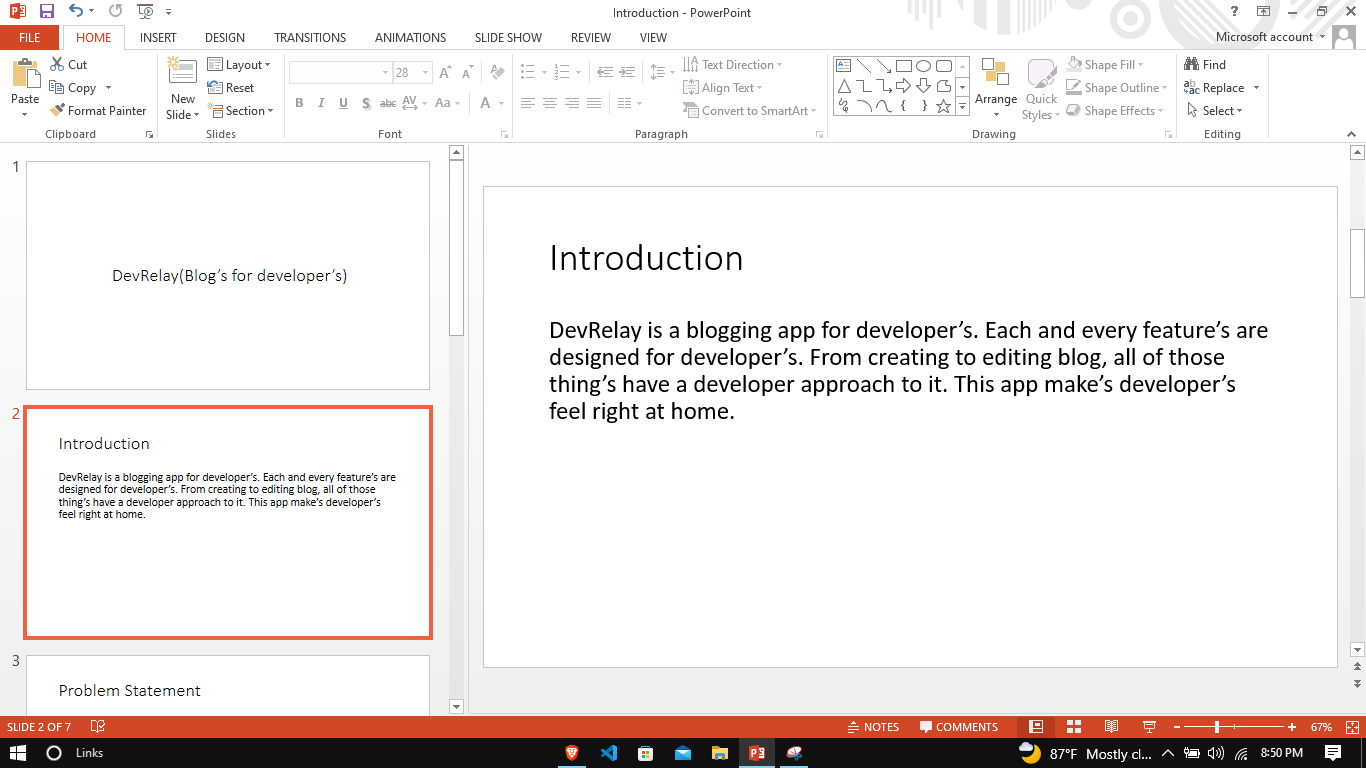 Introduction - PowerPoint
?
FILE HOME INSERT DESIGN TRANSITIONS ANIMATIONS SLIDE SHOW REVIEW VIEW
Microsoft account
Paste
Cut
Copy
Format Painter
Clipboard
New Slide
Layout
Reset
Section
Slides
28
B I U S abc AV Aa A
Font
Text Direction
Align Text
Convert to SmartArt
Paragraph
Arrange
Quick Styles
Shape Fill
Shape Outline
Shape Effects
Drawing
Find
Replace
Select
Editing
1
DevRelay(Blog’s for developer’s)
2
Introduction
DevRelay is a blogging app for developer’s. Each and every feature’s are
designed for developer’s. From creating to editing blog, all of those
thing’s have a developer approach to it. This app make’s developer’s
feel right at home.
3
Problem Statement
Introduction
DevRelay is a blogging app for developer’s. Each and every feature’s are
designed for developer’s. From creating to editing blog, all of those
thing’s have a developer approach to it. This app make’s developer’s
feel right at home.
SLIDE 2 OF 7
NOTES
COMMENTS
67%
Links
87°F Mostly cl...
8:50 PM